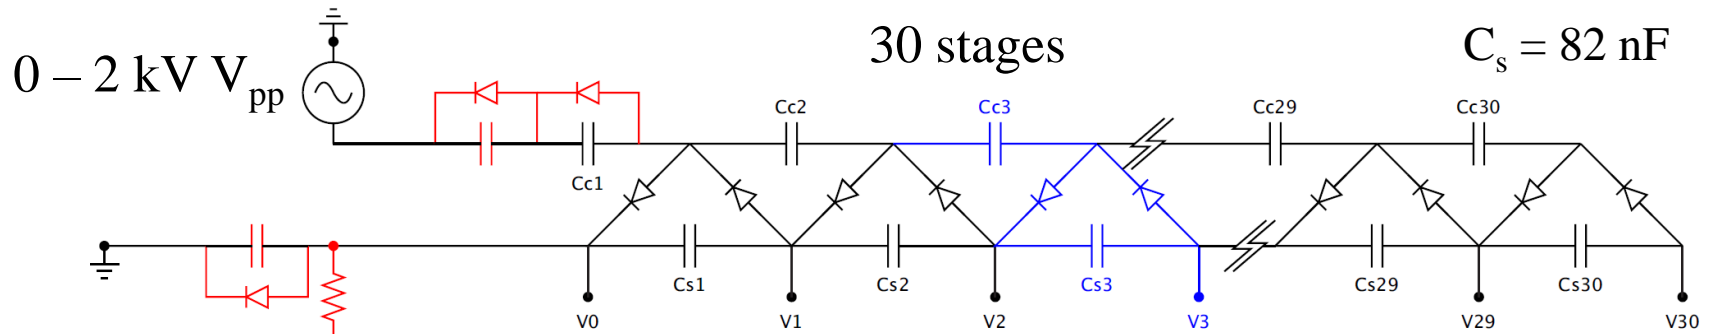 0 – 2 kV Vpp
30 stages
Cs = 82 nF
Cc1
Cc2
Cc3
Cc29
Cc30
Cs1
Cs2
Cs3
Cs29
Cs30
V0
V1
V2
V3
V29
V30